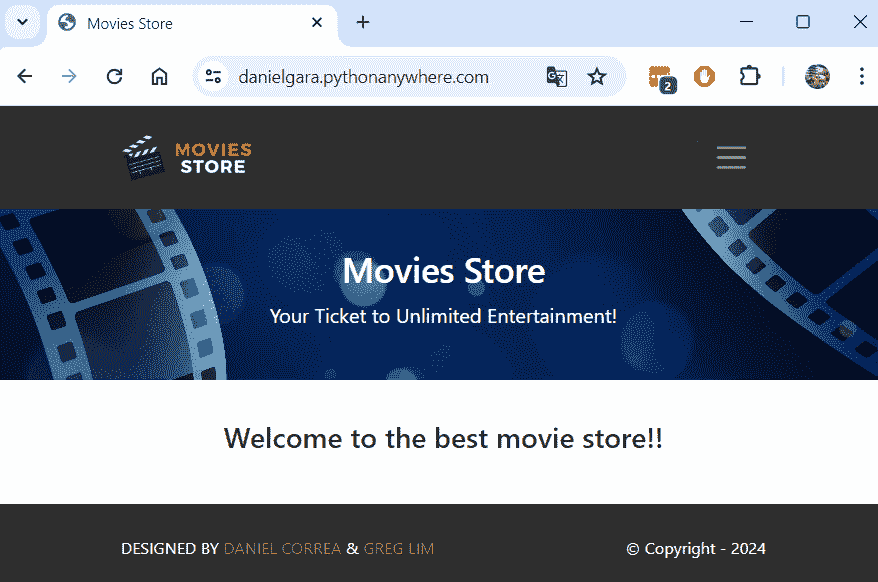 Movies Store
danielgara.pythonanywhere.com
2
MOVIES
STORE
Movies Store
Your Ticket to Unlimited Entertainment!
Welcome to the best movie store!!
DESIGNED BY DANIEL CORREA & GREG LIM
© Copyright - 2024